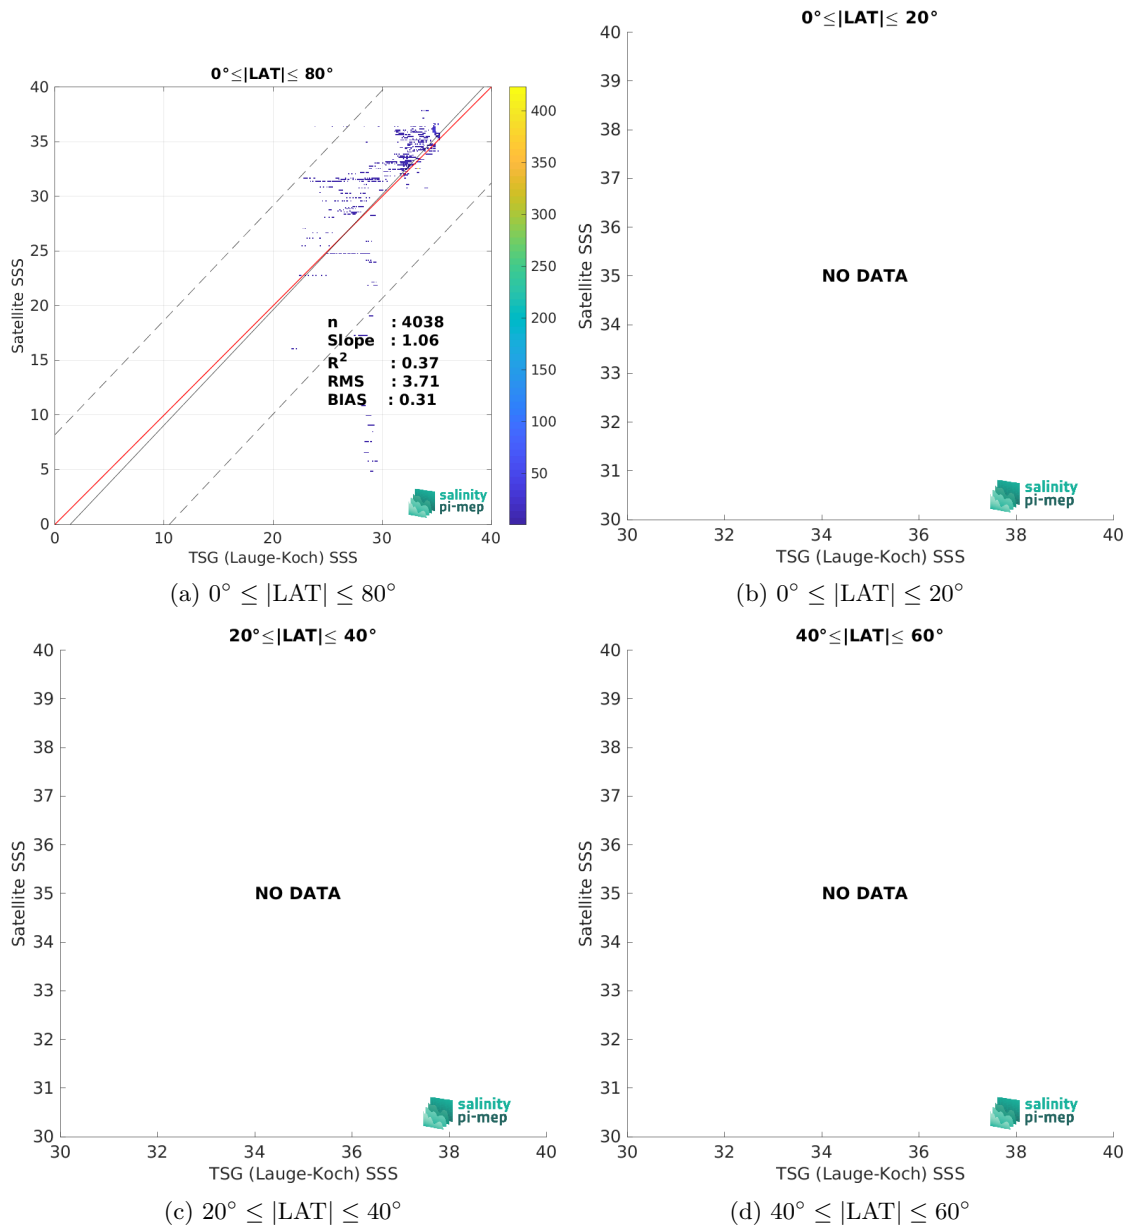 0°≤|LAT|≤ 80°
40
35
30
25
20
15
10
5
0
Satellite SSS
0
10
20
30
40
TSG (Lauge-Koch) SSS
400
350
300
250
200
150
100
50
n : 4038
Slope : 1.06
R² : 0.37
RMS : 3.71
BIAS : 0.31
salinity
pi-mep
(a) 0° ≤ |LAT| ≤ 80°
0°≤|LAT|≤ 20°
40
39
38
37
36
35
34
33
32
31
30
Satellite SSS
NO DATA
salinity
pi-mep
30
32
34
36
38
40
TSG (Lauge-Koch) SSS
(b) 0° ≤ |LAT| ≤ 20°
20°≤|LAT|≤ 40°
40
39
38
37
36
35
34
33
32
31
30
Satellite SSS
NO DATA
salinity
pi-mep
30
32
34
36
38
40
TSG (Lauge-Koch) SSS
(c) 20° ≤ |LAT| ≤ 40°
40°≤|LAT|≤ 60°
40
39
38
37
36
35
34
33
32
31
30
Satellite SSS
NO DATA
salinity
pi-mep
30
32
34
36
38
40
TSG (Lauge-Koch) SSS
(d) 40° ≤ |LAT| ≤ 60°